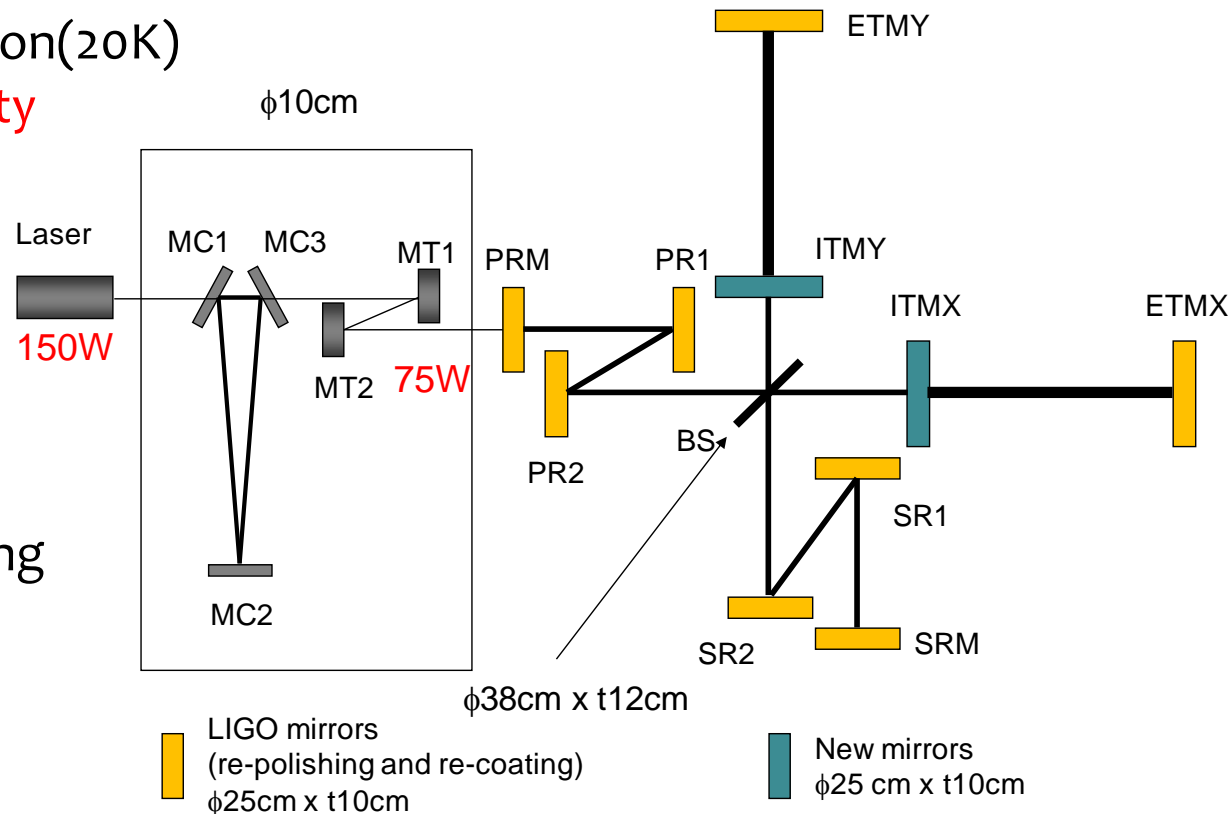 on(20K)
ty
ng
ϕ10cm
ETMY
Laser
MC1
MC3
MT1
PRM
PR1
ITMY
ITMX
ETMX
150W
MT2
75W
BS
PR2
SR1
MC2
SR2
SRM
ϕ38cm x t12cm
LIGO mirrors
(re-polishing and re-coating)
ϕ25cm x t10cm
New mirrors
ϕ25 cm x t10cm